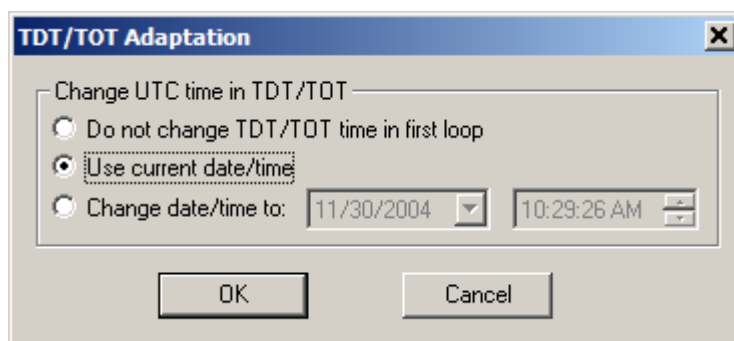 TDT/TOT Adaptation
Change UTC time in TDT/TOT
Do not change TDT/TOT time in first loop
Use current date/time
Change date/time to: 11/30/2004 10:29:26 AM
OK Cancel